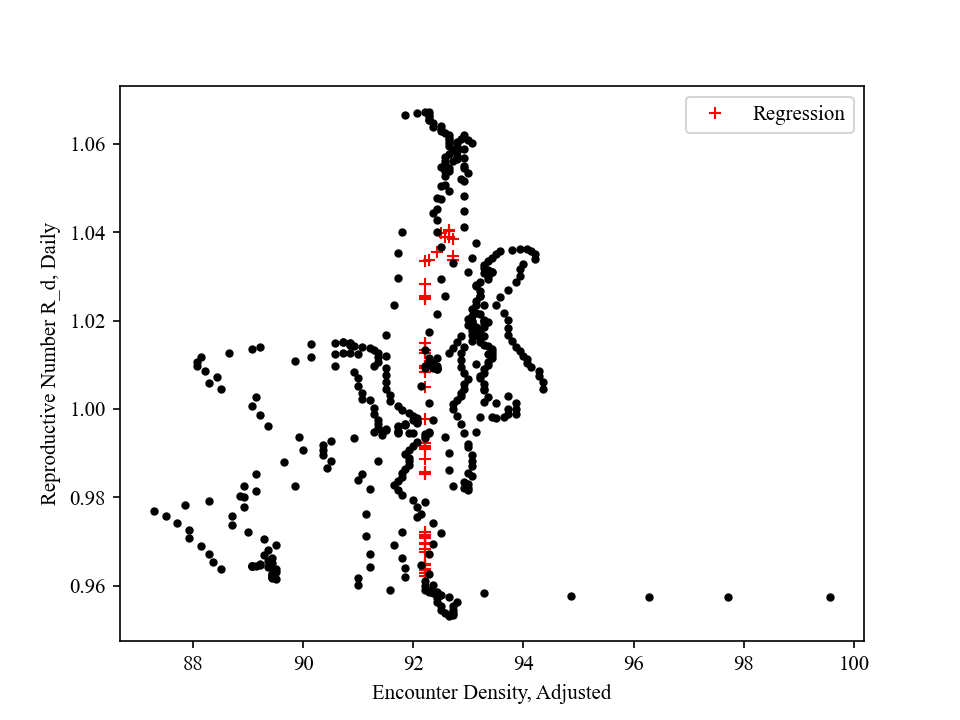 Regression
1.06
1.04
1.02
1.00
0.98
0.96
Reproductive Number R_d, Daily
88 90 92 94 96 98 100
Encounter Density, Adjusted